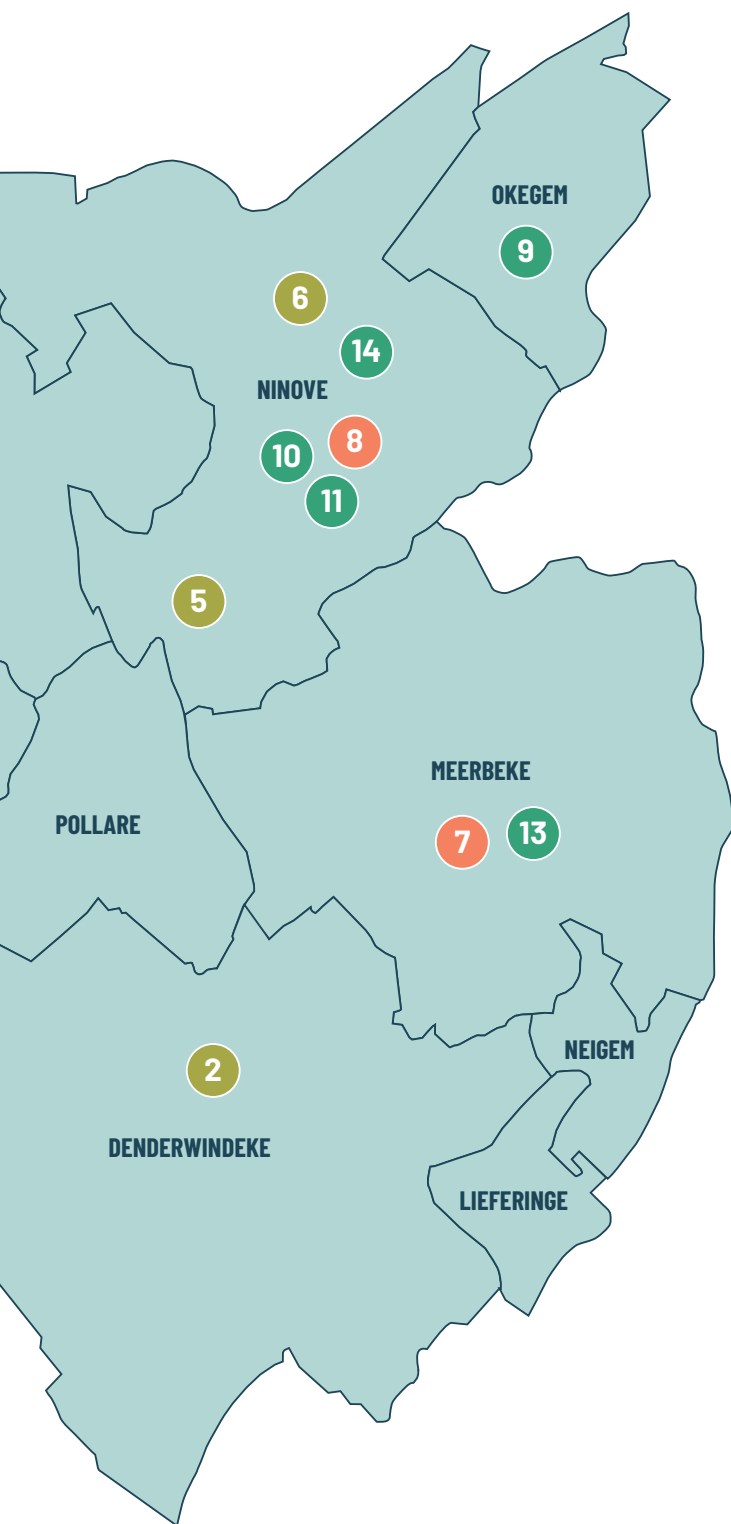 OKEGEM
9
6
14
NINOVE
8
10
11
5
MEERBEKE
7
13
POLLARE
NEIGEM
2
DENDERWINDEKE
LIEFERINGE